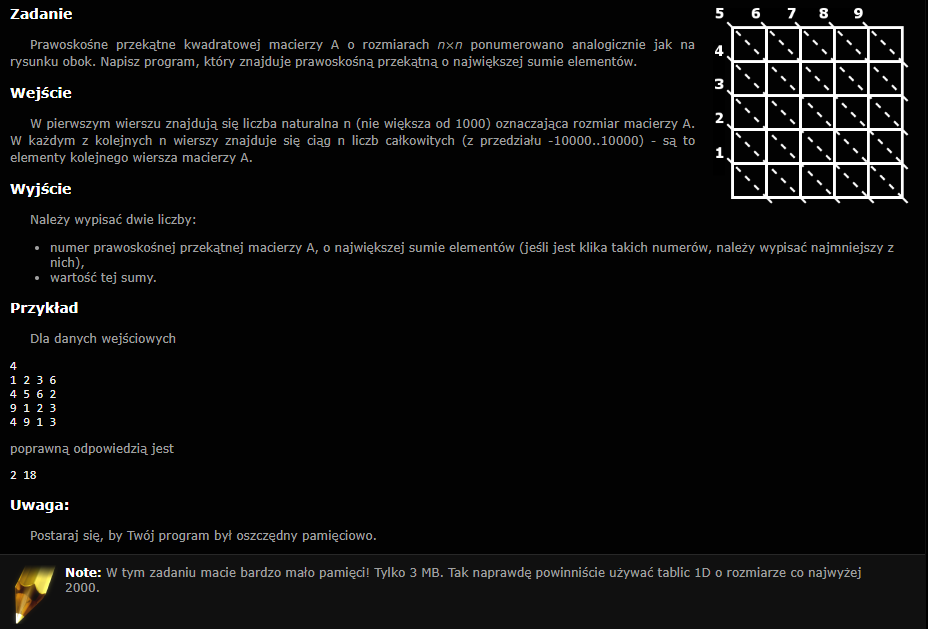 Zadanie
5 6 7 8 9
Prawoskośne przekątne kwadratowej macierzy A o rozmiarach n×n ponumerowano analogicznie jak na
4
rysunku obok. Napisz program, który znajduje prawoskośną przekątną o największej sumie elementów.
3
Wejście
2
W pierwszym wierszu znajdują się liczba naturalna n (nie większa od 1000) oznaczająca rozmiar macierzy A.
W każdym z kolejnych n wierszy znajduje się ciąg n liczb całkowitych (z przedziału -10000..10000) - są to
1
elementy kolejnego wiersza macierzy A.
Wyjście
Należy wypisać dwie liczby:
• numer prawoskośnej przekątnej macierzy A, o największej sumie elementów (jeśli jest klika takich numerów, należy wypisać najmniejszy z
nich),
• wartość tej sumy.
Przykład
Dla danych wejściowych
4
1 2 3 6
4 5 6 2
9 1 2 3
4 9 1 3
poprawną odpowiedzią jest
2 18
Uwaga:
Postaraj się, by Twój program był oszczędny pamięciowo.
Note: W tym zadaniu macie bardzo mało pamięci! Tylko 3 MB. Tak naprawdę powinniście używać tablic 1D o rozmiarze co najwyżej
2000.